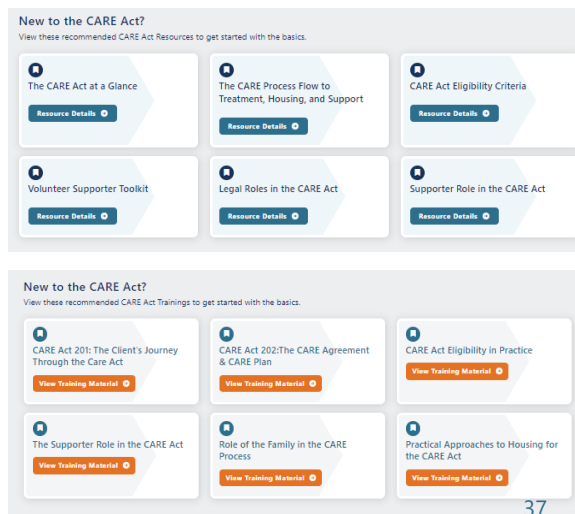 New to the CARE Act?
View these recommended CARE Act Resources to get started with the basics.
The CARE Act at a Glance
Resource Details
The CARE Process Flow to
Treatment, Housing, and Support
Resource Details
CARE Act Eligibility Criteria
Resource Details
Volunteer Supporter Toolkit
Resource Details
Legal Roles in the CARE Act
Resource Details
Supporter Role in the CARE Act
Resource Details
New to the CARE Act?
View these recommended CARE Act Trainings to get started with the basics.
CARE Act 201: The Client's Journey
Through the Care Act
View Training Material
CARE Act 202:The CARE Agreement
& CARE Plan
View Training Material
CARE Act Eligibility in Practice
View Training Material
The Supporter Role in the CARE Act
View Training Material
Role of the Family in the CARE
Process
View Training Material
Practical Approaches to Housing for
the CARE Act
View Training Material
37